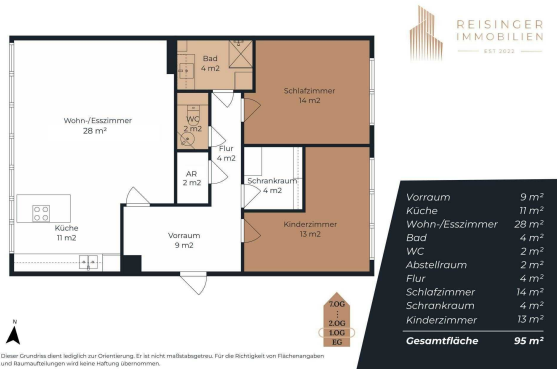 REISINGER
IMMOBILIEN
EST 2022
Bad
4 m²
Schlafzimmer
14 m²
Wohn-/Esszimmer
28 m²
WC
2 m²
Flur
4 m²
AR
2 m²
Schrankraum
4 m²
Küche
11 m²
Vorraum
9 m²
Kinderzimmer
13 m²
Vorraum 9 m²
Küche 11 m²
Wohn-/Esszimmer 28 m²
Bad 4 m²
WC 2 m²
Abstellraum 2 m²
Flur 4 m²
Schlafzimmer 14 m²
Schrankraum 4 m²
Kinderzimmer 13 m²
Gesamtfläche 95 m²
7.OG
⋮
2.OG
1.OG
EG
N
Dieser Grundriss dient lediglich zur Orientierung. Er ist nicht maßstabsgetreu. Für die Richtigkeit von Flächenangaben
und Raumaufteilungen wird keine Haftung übernommen.